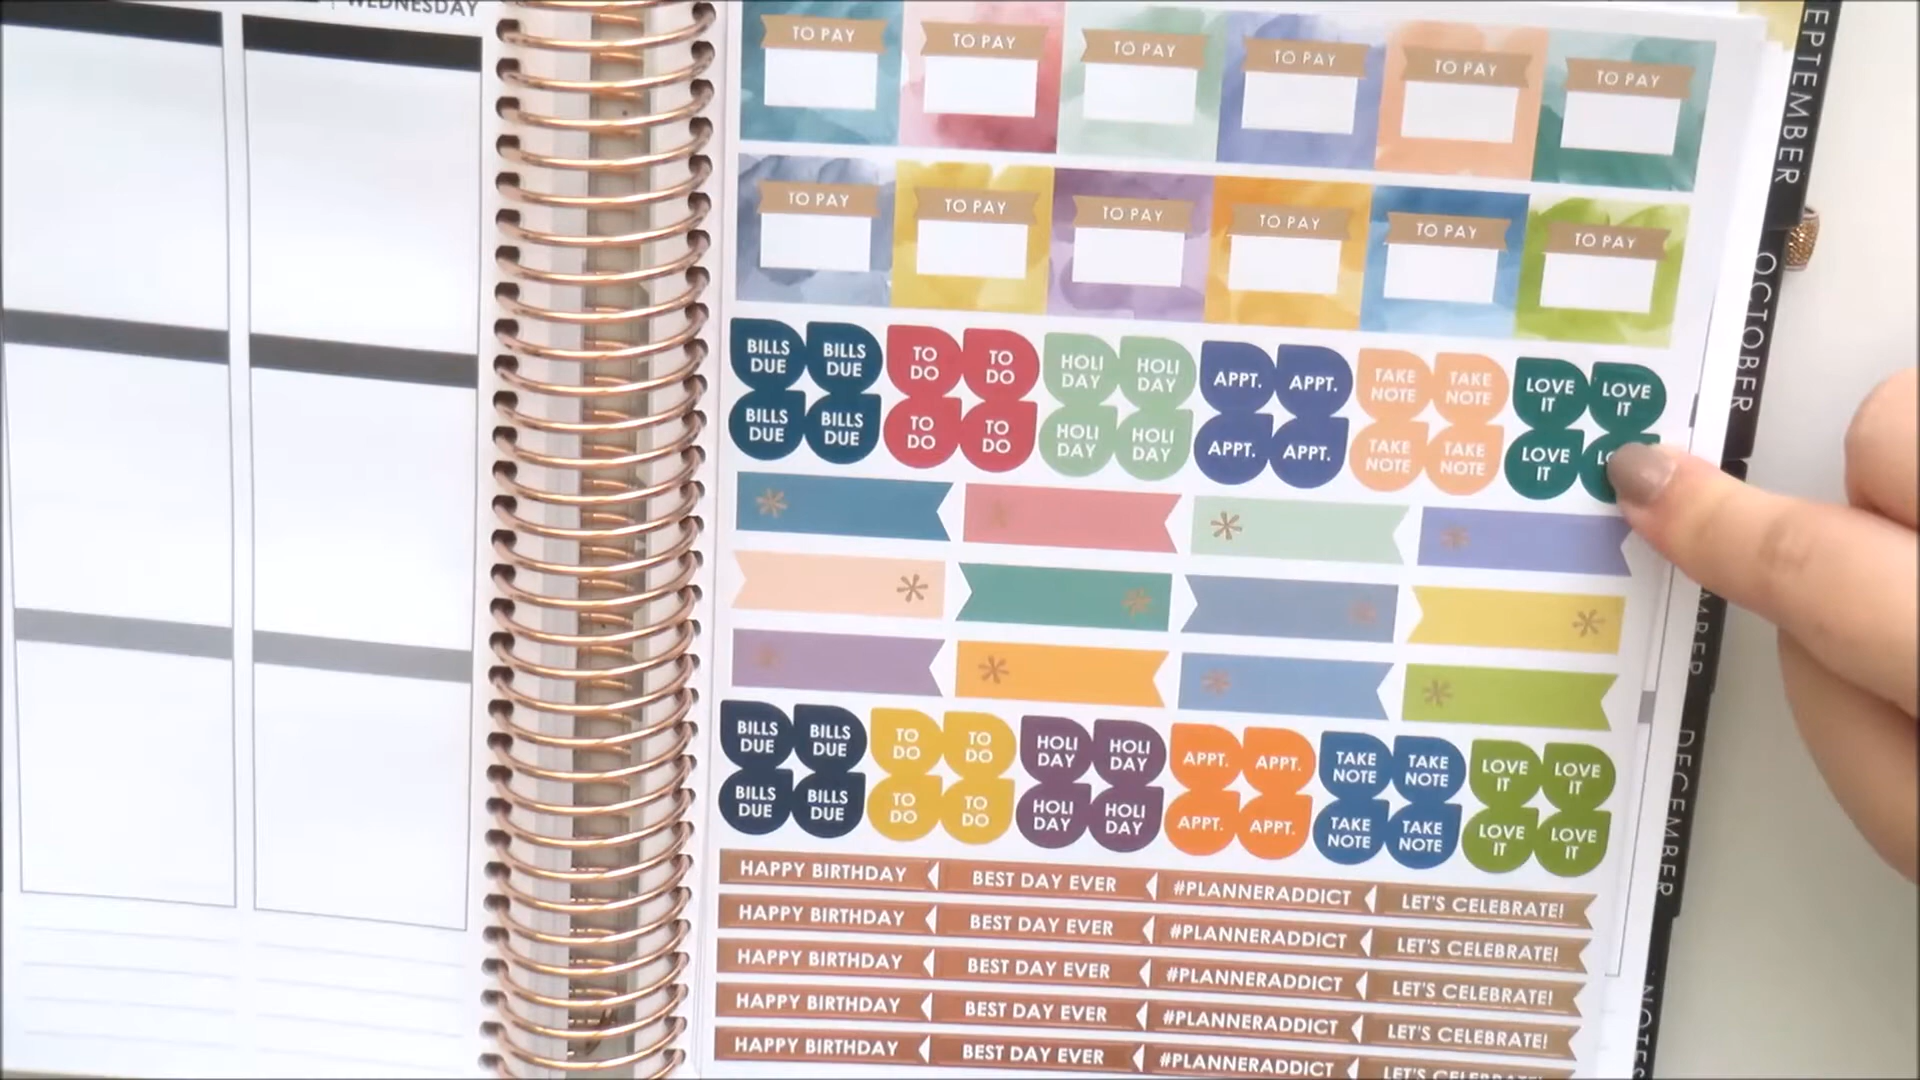 WEDNESDAY
TO PAY TO PAY TO PAY TO PAY TO PAY TO PAY
TO PAY TO PAY TO PAY TO PAY TO PAY TO PAY
BILLS DUE BILLS DUE TO DO TO DO HOLI DAY HOLI DAY APPT. APPT. TAKE NOTE TAKE NOTE LOVE IT LOVE IT
BILLS DUE BILLS DUE TO DO TO DO HOLI DAY HOLI DAY APPT. APPT. TAKE NOTE TAKE NOTE LOVE IT
BILLS DUE BILLS DUE TO DO TO DO HOLI DAY HOLI DAY APPT. APPT. TAKE NOTE TAKE NOTE LOVE IT LOVE IT
BILLS DUE BILLS DUE TO DO TO DO HOLI DAY HOLI DAY APPT. APPT. TAKE NOTE TAKE NOTE LOVE IT LOVE IT
HAPPY BIRTHDAY BEST DAY EVER #PLANNERADDICT LET'S CELEBRATE!
HAPPY BIRTHDAY BEST DAY EVER #PLANNERADDICT LET'S CELEBRATE!
HAPPY BIRTHDAY BEST DAY EVER #PLANNERADDICT LET'S CELEBRATE!
HAPPY BIRTHDAY BEST DAY EVER #PLANNERADDICT LET'S CELEBRATE!
HAPPY BIRTHDAY BEST DAY EVER #PLANNERADDICT LET'S CELEBRATE!
EPTEMBER
OCTOBER
MBER
DECEMBER
NOTES